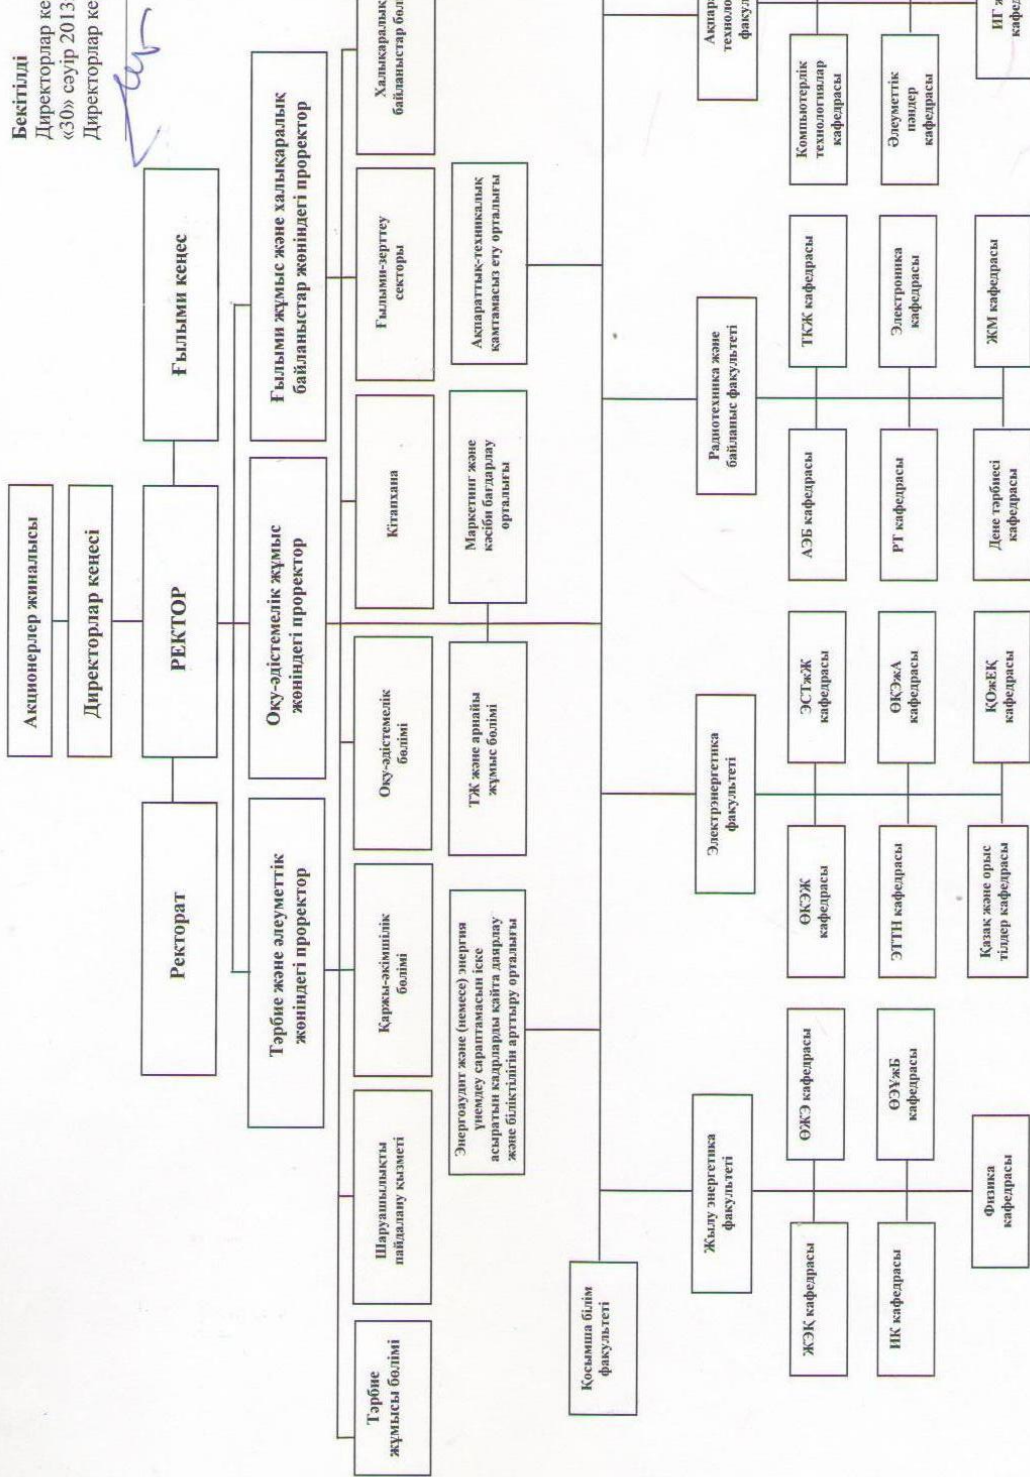 Бекітілді
Директорлар ке
«30» сәуір 2013
Директорлар ке
Акционерлер жиналысы
Директорлар кеңесі
Ректорат
РЕКТОР
Ғылыми кеңес
Тәрбие және әлеуметтік
жөніндегі проректор
Оқу-әдістемелік жұмыс
жөніндегі проректор
Ғылыми жұмыс және халықаралық
байланыстар жөніндегі проректор
Тәрбие
жұмысы бөлімі
Шаруашылықты
пайдалану қызметі
Қаржы-әкімшілік
бөлімі
Оқу-әдістемелік
бөлімі
Кітапхана
Ғылыми-зерттеу
секторы
Халықаралық
байланыстар бөл
Энергоаудит және (немесе) энергия
үнемдеу сараптамасын іске
асыратын кадрларды қайта даярлау
және біліктілігін арттыру орталығы
ТЖ және арнайы
жұмыс бөлімі
Маркетинг және
кәсіби бағдарлау
орталығы
Ақпараттық-техникалық
қамтамасыз ету орталығы
Қосымша білім
факультеті
Жылу энергетика
факультеті
Электрэнергетика
факультеті
Радиотехника және
байланыс факультеті
Ақпара
техноло
факул
ЖЭҚ кафедрасы
ӨЖЭ кафедрасы
ӨКЭЖ
кафедрасы
ЭСТжЖ
кафедрасы
АЭБ кафедрасы
ТКЖ кафедрасы
Компьютерлік
технологиялар
кафедрасы
ИК кафедрасы
ӨЭҮжБ
кафедрасы
ЭТТН кафедрасы
ӨҚЭжА
кафедрасы
РТ кафедрасы
Электроника
кафедрасы
Әлеуметтік
пәндер
кафедрасы
Физика
кафедрасы
Қазақ және орыс
тілдер кафедрасы
ҚОжЕҚ
кафедрасы
Дене тәрбиесі
кафедрасы
ЖМ кафедрасы
ИГ ж
кафед